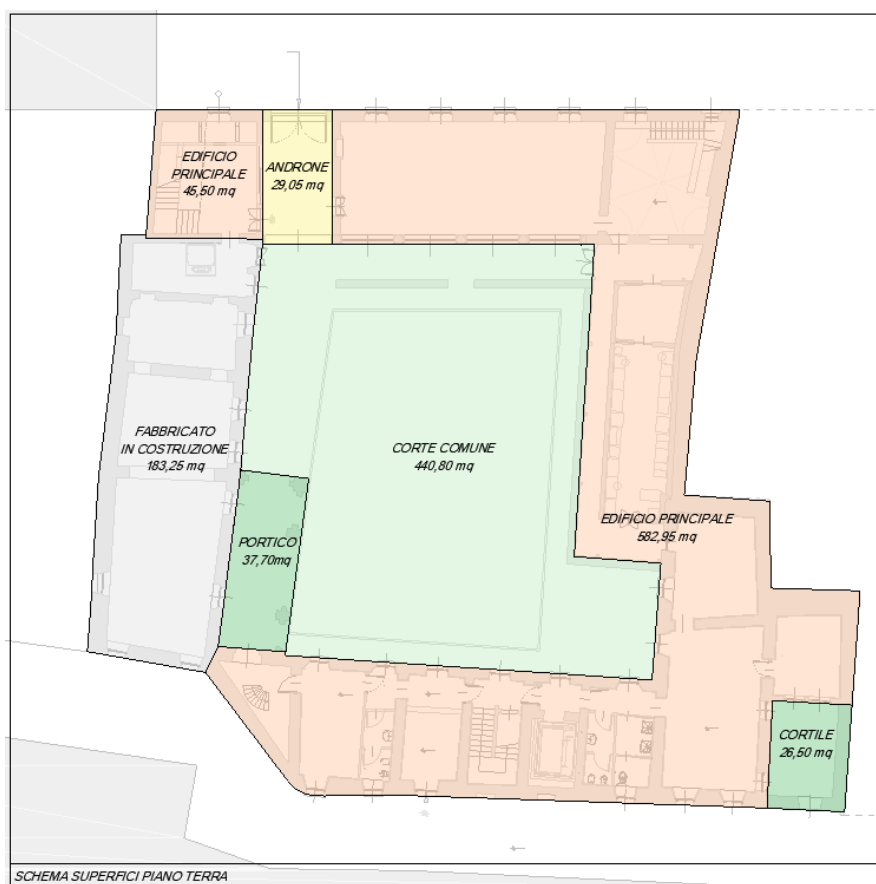 EDIFICIO
PRINCIPALE
45,50 mq
ANDRONE
29,05 mq
FABBRICATO
IN COSTRUZIONE
183,25 mq
CORTE COMUNE
440,80 mq
EDIFICIO PRINCIPALE
582,95 mq
PORTICO
37,70mq
CORTILE
26,50 mq
SCHEMA SUPERFICI PIANO TERRA